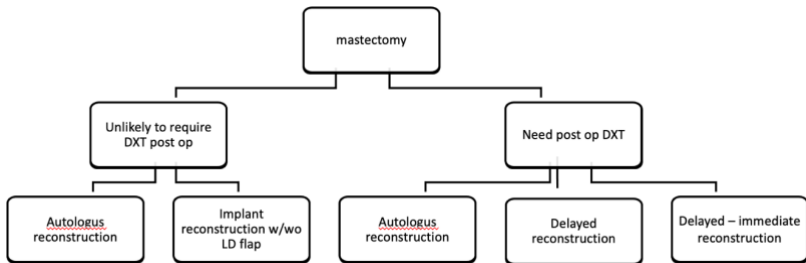 mastectomy
Unlikely to require
DXT post op
Need post op DXT
Autologus
reconstruction
Implant
reconstruction w/wo
LD flap
Autologus
reconstruction
Delayed
reconstruction
Delayed – immediate
reconstruction